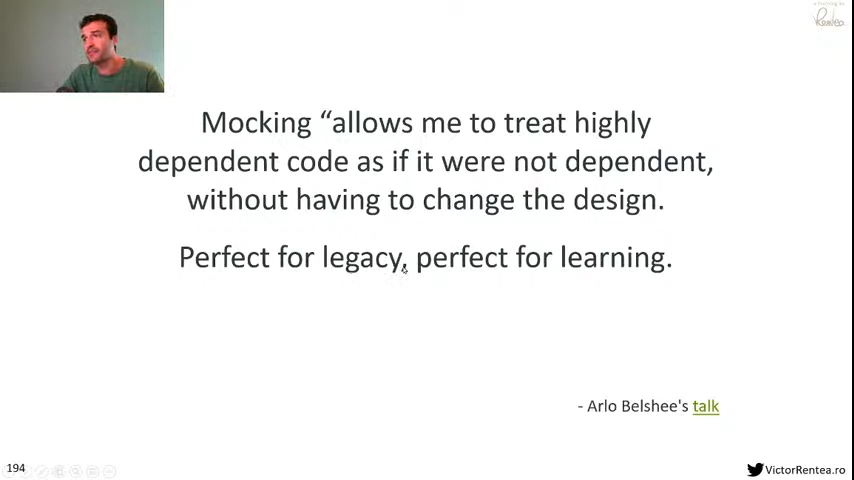 Mocking “allows me to treat highly
dependent code as if it were not dependent,
without having to change the design.
Perfect for legacy, perfect for learning.
- Arlo Belshee's talk
194
VictorRentea.ro